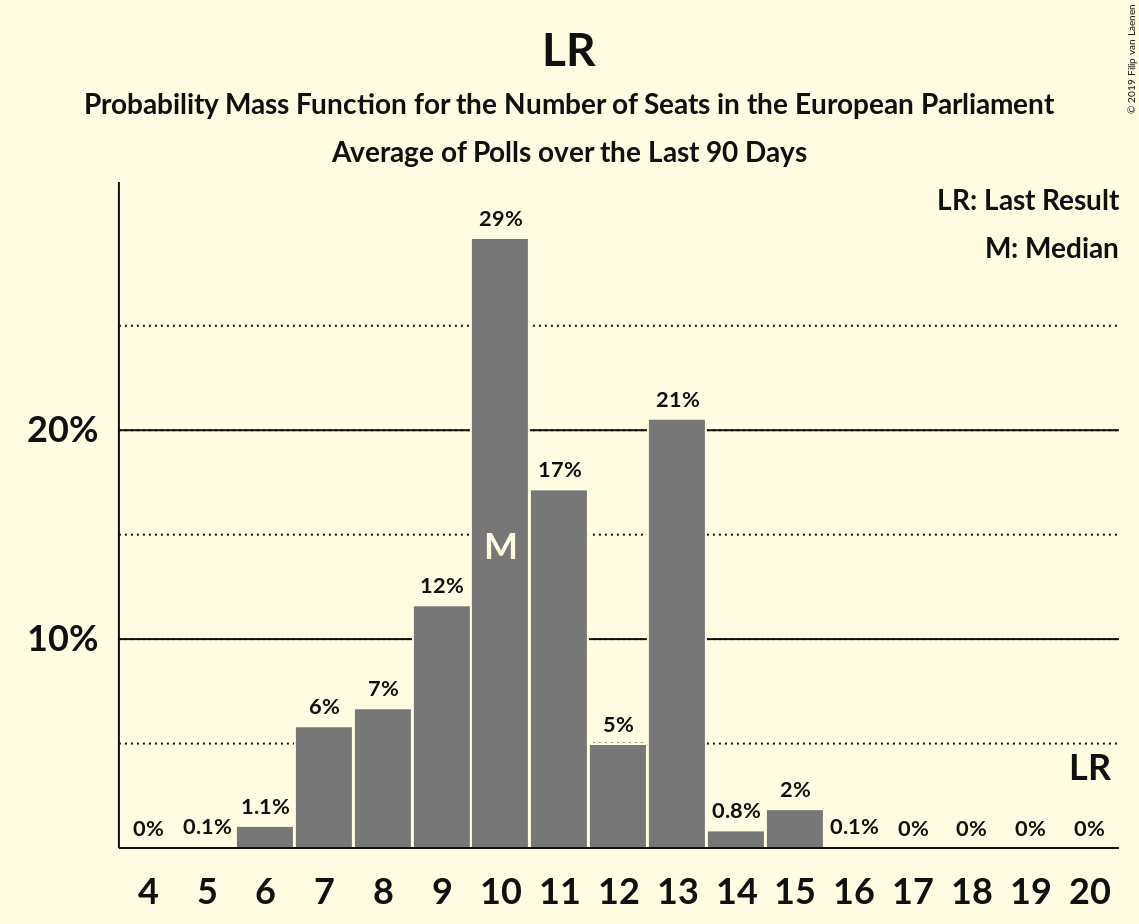 LR
Probability Mass Function for the Number of Seats in the European Parliament
Average of Polls over the Last 90 Days
© 2019 Filip van Laenen
LR: Last Result
M: Median
20%
10%
0%
0.1%
1.1%
6%
7%
12%
29%
17%
5%
21%
0.8%
2%
0.1%
0%
0%
0%
0%
M
LR
4 5 6 7 8 9 10 11 12 13 14 15 16 17 18 19 20